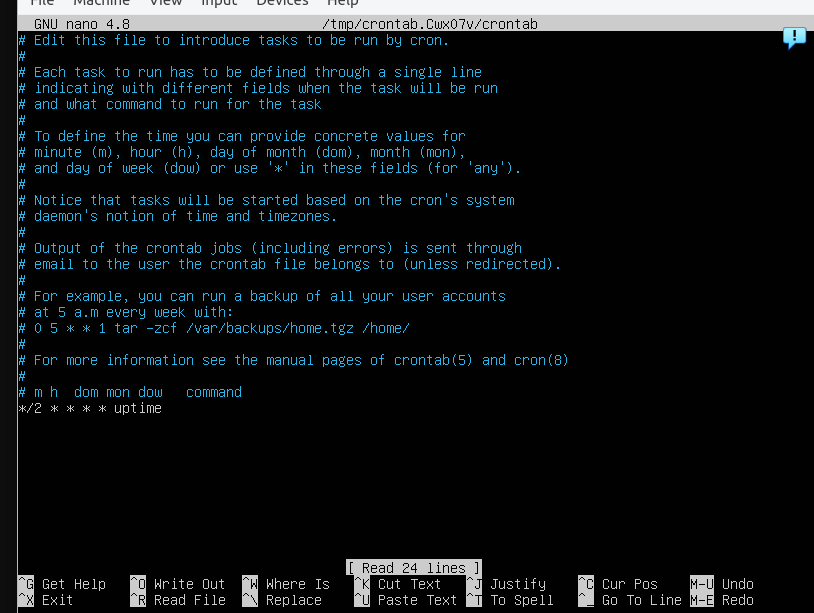 File Machine View Input Devices Help
GNU nano 4.8 /tmp/crontab.Cwx07v/crontab
# Edit this file to introduce tasks to be run by cron.
#
# Each task to run has to be defined through a single line
# indicating with different fields when the task will be run
# and what command to run for the task
#
# To define the time you can provide concrete values for
# minute (m), hour (h), day of month (dom), month (mon),
# and day of week (dow) or use '*' in these fields (for 'any').
#
# Notice that tasks will be started based on the cron's system
# daemon's notion of time and timezones.
#
# Output of the crontab jobs (including errors) is sent through
# email to the user the crontab file belongs to (unless redirected).
#
# For example, you can run a backup of all your user accounts
# at 5 a.m every week with:
# 0 5 * * 1 tar -zcf /var/backups/home.tgz /home/
#
# For more information see the manual pages of crontab(5) and cron(8)
#
# m h  dom mon dow   command
*/2 * * * * uptime
[ Read 24 lines ]
^G Get Help ^O Write Out ^W Where Is ^K Cut Text ^J Justify ^C Cur Pos M-U Undo
^X Exit ^R Read File ^\ Replace ^U Paste Text ^T To Spell ^_ Go To Line M-E Redo